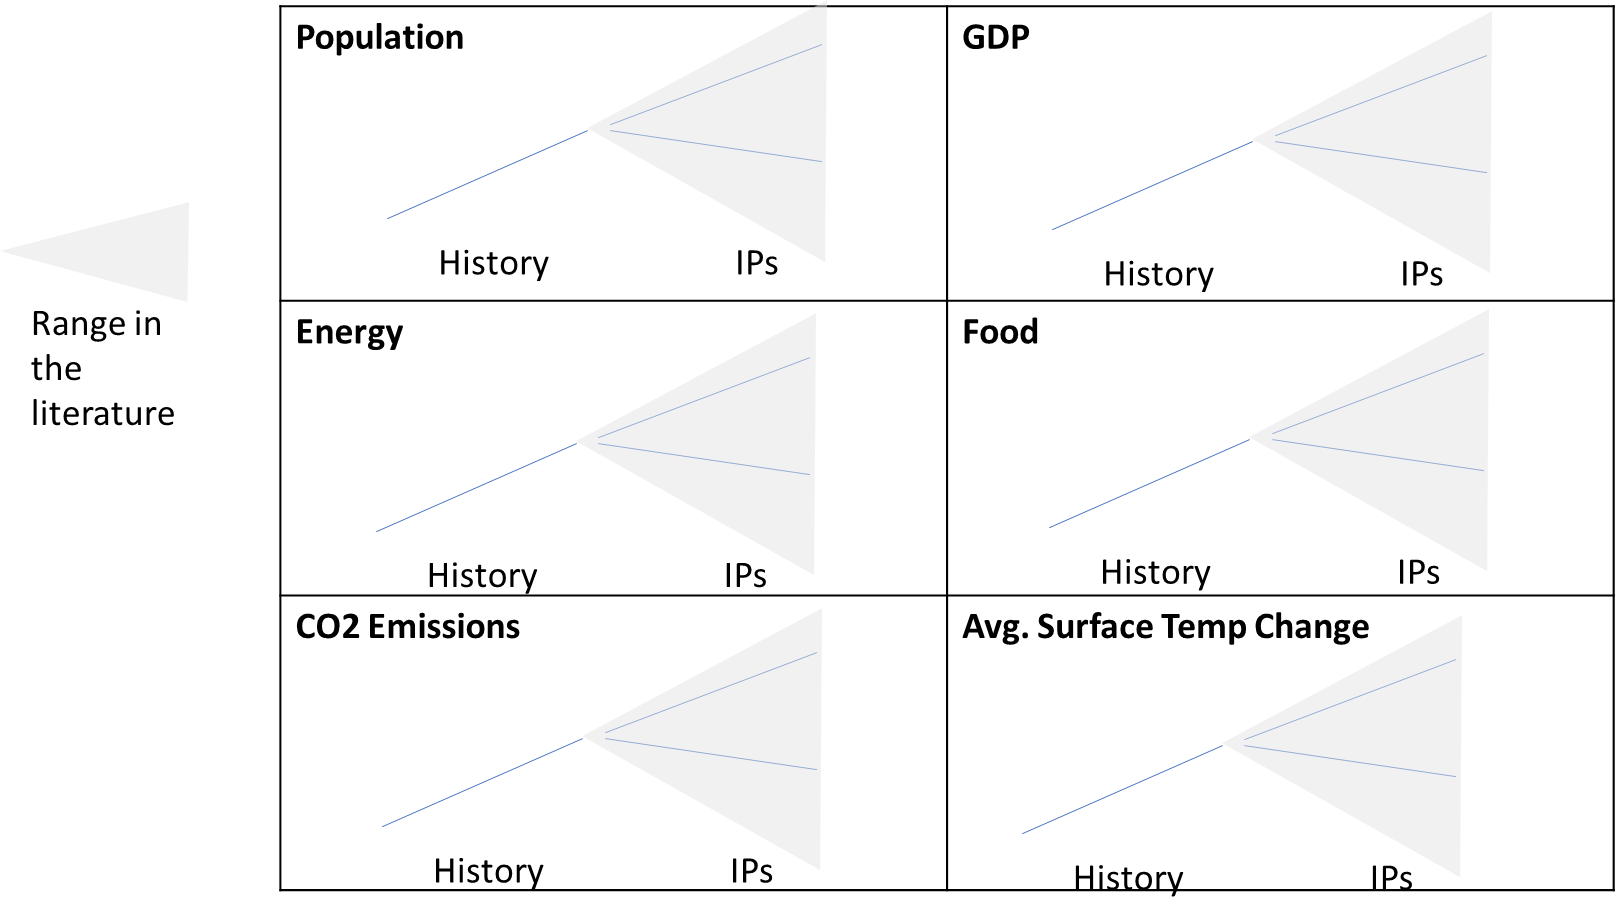 Population
GDP
History
IPs
History
IPs
Range in
the
literature
Energy
Food
History
IPs
History
IPs
CO2 Emissions
Avg. Surface Temp Change
History
IPs
History
IPs